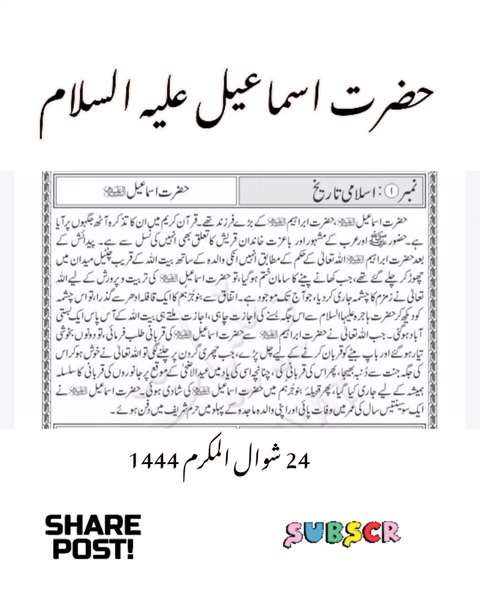 حضرت اسماعیل علیہ السلام
نمبر ①: اسلامی تاریخ
حضرت اسماعیل علیہ السلام
حضرت اسماعیل علیہ السلام، حضرت ابراہیم علیہ السلام کے بڑے فرزند تھے۔ قرآن کریم میں ان کا تذکرہ آٹھ جگہوں پر آیا
ہے۔ حضور ﷺ اور عرب کے مشہور اور باعزت خاندان قریش کا تعلق بھی انہیں کی نسل سے ہے۔ پیدائش کے
بعد حضرت ابراہیم علیہ السلام اللہ تعالیٰ کے حکم کے مطابق انہیں انکی والدہ کے ساتھ بیت اللہ کے قریب چٹیل میدان میں
چھوڑ کر چلے گئے تھے، جب کھانے پینے کا سامان ختم ہو گیا، تو حضرت اسماعیل علیہ السلام کی تربیت و پرورش کے لیے اللہ
تعالیٰ نے زمزم کا چشمہ جاری کر دیا، جو آج تک موجود ہے۔ اتفاق سے بنو جرہم کا ایک قافلہ ادھر سے گذرا، تو اس چشمہ
کو دیکھ کر حضرت ہاجرہ علیہا السلام سے اس جگہ بسنے کی اجازت چاہی، اجازت ملتے ہی بیت اللہ کے آس پاس ایک بستی
آباد ہو گئی۔ جب اللہ تعالیٰ نے حضرت ابراہیم علیہ السلام سے حضرت اسماعیل علیہ السلام کی قربانی طلب فرمائی، تو دونوں بخوشی
تیار ہو گئے اور باپ بیٹے کو قربان کرنے کے لیے چل پڑے، جب چھری گردن پر چلنے لگی تو اللہ تعالیٰ نے خوش ہو کر اس
کی جگہ جنت سے دنبہ بھیجا، پھر اس کی قربانی کی، چنانچہ اسی کی یاد میں عید الاضحیٰ کے موقع پر جانوروں کی قربانی کا سلسلہ
ہمیشہ کے لیے جاری کیا گیا، پھر قبیلۂ بنو جرہم میں حضرت اسماعیل علیہ السلام کی شادی ہوئی۔ حضرت اسماعیل علیہ السلام نے
ایک سو سینتیس سال کی عمر میں وفات پائی اور اپنی والدہ ماجدہ کے پہلو میں حرم شریف میں دفن ہوئے۔
24 شوال المکرم 1444
SHARE
POST!
SUBSCR